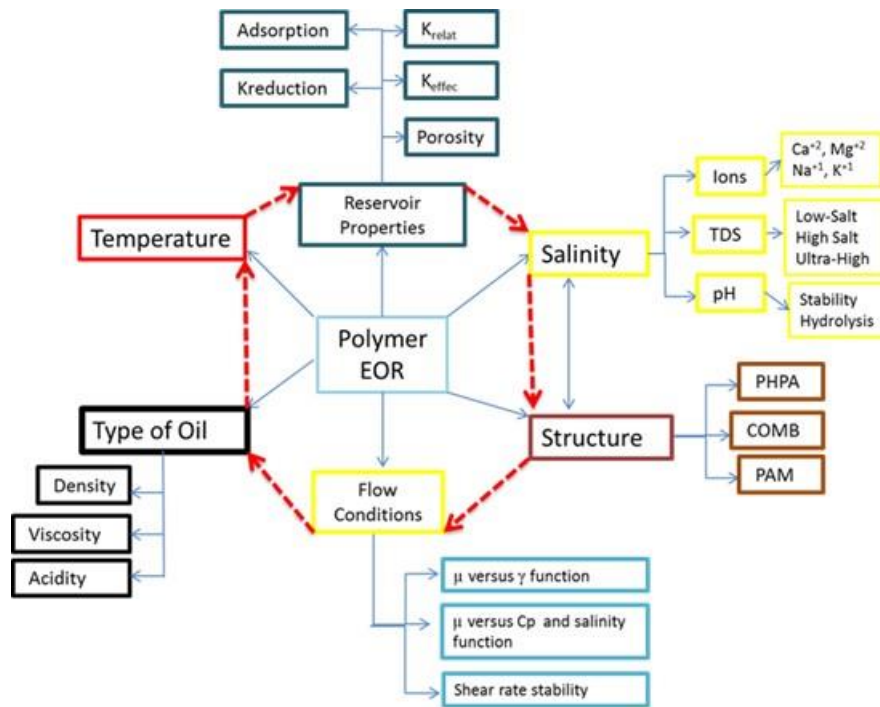 Adsorption
Krelat
Kreduction
Keffec
Porosity
Reservoir
Properties
Temperature
Salinity
Ions
Ca+2, Mg+2
Na+1, K+1
TDS
Low-Salt
High Salt
Ultra-High
pH
Stability
Hydrolysis
Polymer
EOR
Type of Oil
Density
Viscosity
Acidity
Structure
PHPA
COMB
PAM
Flow
Conditions
μ versus γ function
μ versus Cp and salinity
function
Shear rate stability